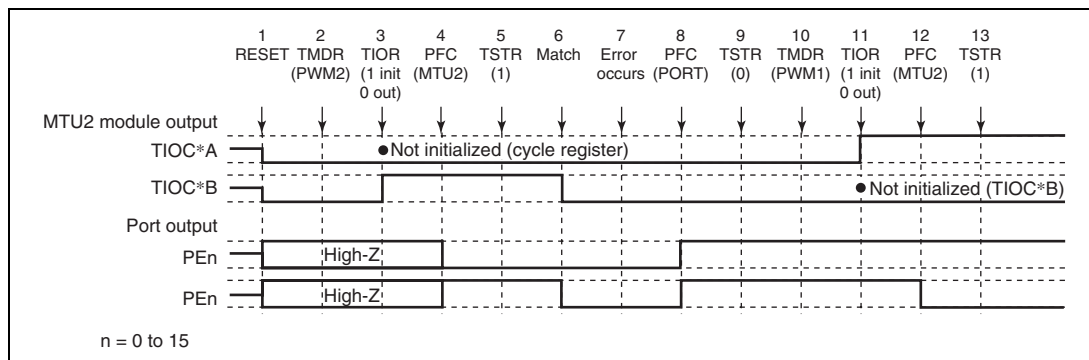 1 2 3 4 5 6 7 8 9 10 11 12 13
RESET TMDR TIOR PFC TSTR Match Error PFC TSTR TMDR TIOR PFC TSTR
(PWM2) (1 init (MTU2) (1) occurs (PORT) (0) (PWM1) (1 init (MTU2) (1)
0 out) 0 out)
MTU2 module output
TIOC*A ●Not initialized (cycle register)
TIOC*B ●Not initialized (TIOC*B)
Port output
PEn High-Z
PEn High-Z
n = 0 to 15